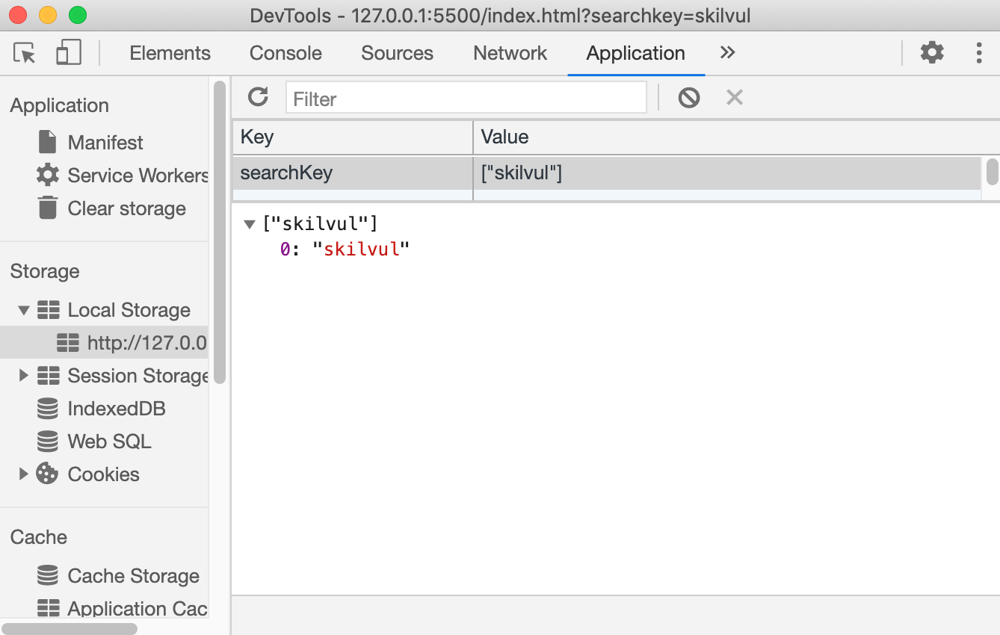 DevTools - 127.0.0.1:5500/index.html?searchkey=skilvul
Elements Console Sources Network Application
Application
Manifest
Service Workers
Clear storage
Storage
Local Storage
http://127.0.0
Session Storage
IndexedDB
Web SQL
Cookies
Cache
Cache Storage
Application Cac
Filter
Key Value
searchKey ["skilvul"]
["skilvul"]
0: "skilvul"